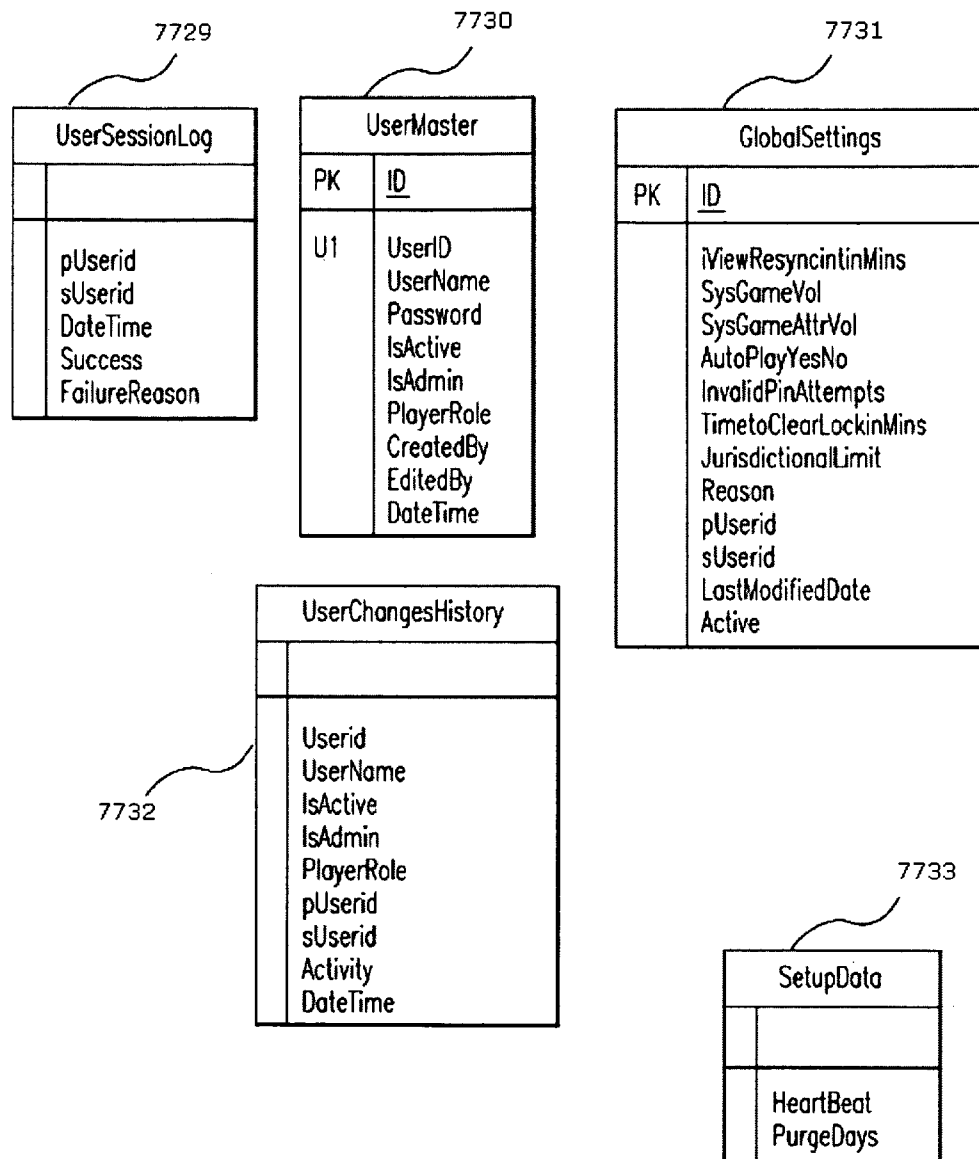 7729
7730
7731
UserSessionLog
pUserid
sUserid
DateTime
Success
FailureReason
UserMaster
PK ID
U1 UserID
UserName
Password
IsActive
IsAdmin
PlayerRole
CreatedBy
EditedBy
DateTime
GlobalSettings
PK ID
iViewResyncintinMins
SysGameVol
SysGameAttrVol
AutoPlayYesNo
InvalidPinAttempts
TimetoClearLockinMins
JurisdictionalLimit
Reason
pUserid
sUserid
LastModifiedDate
Active
UserChangesHistory
Userid
UserName
IsActive
IsAdmin
PlayerRole
pUserid
sUserid
Activity
DateTime
7732
7733
SetupData
HeartBeat
PurgeDays